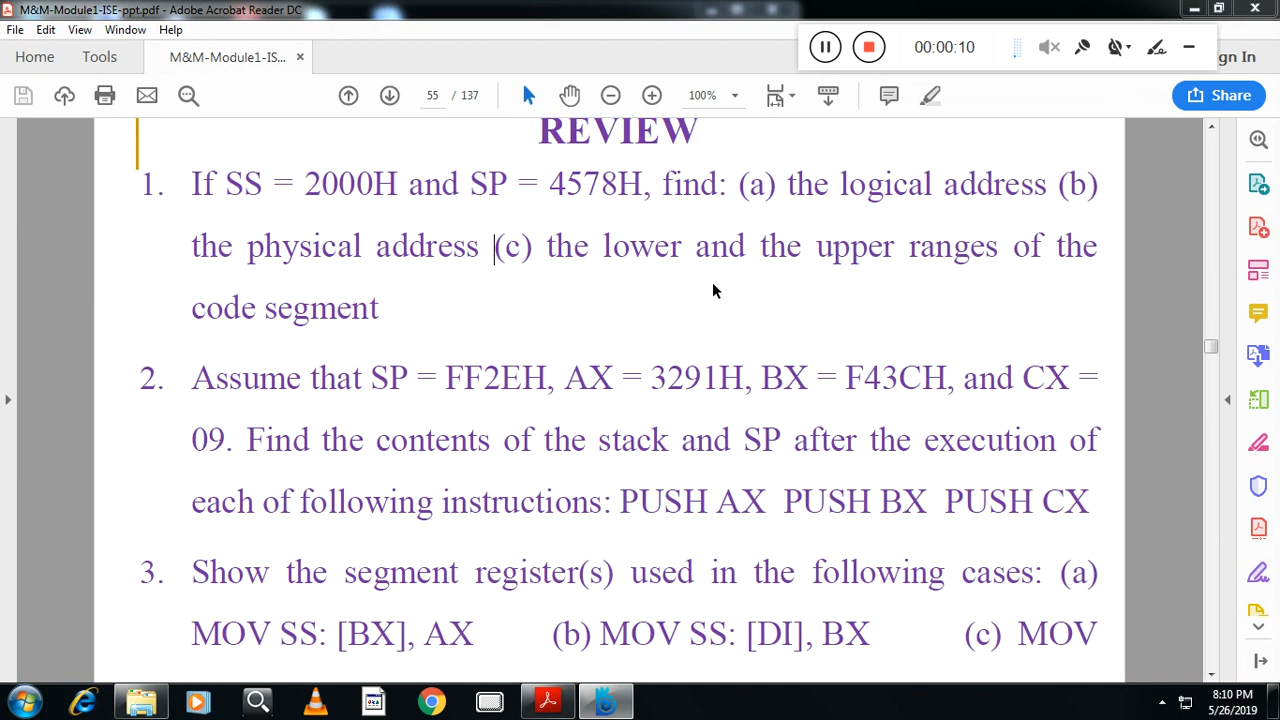 M&M-Module1-ISE-ppt.pdf - Adobe Acrobat Reader DC
File Edit View Window Help
Home Tools M&M-Module1-IS... × 00:00:10 gn In
55 / 137 100% Share
REVIEW
1. If SS = 2000H and SP = 4578H, find: (a) the logical address (b)
the physical address (c) the lower and the upper ranges of the
code segment
2. Assume that SP = FF2EH, AX = 3291H, BX = F43CH, and CX =
09. Find the contents of the stack and SP after the execution of
each of following instructions: PUSH AX PUSH BX PUSH CX
3. Show the segment register(s) used in the following cases: (a)
MOV SS: [BX], AX (b) MOV SS: [DI], BX (c) MOV
8:10 PM
5/26/2019